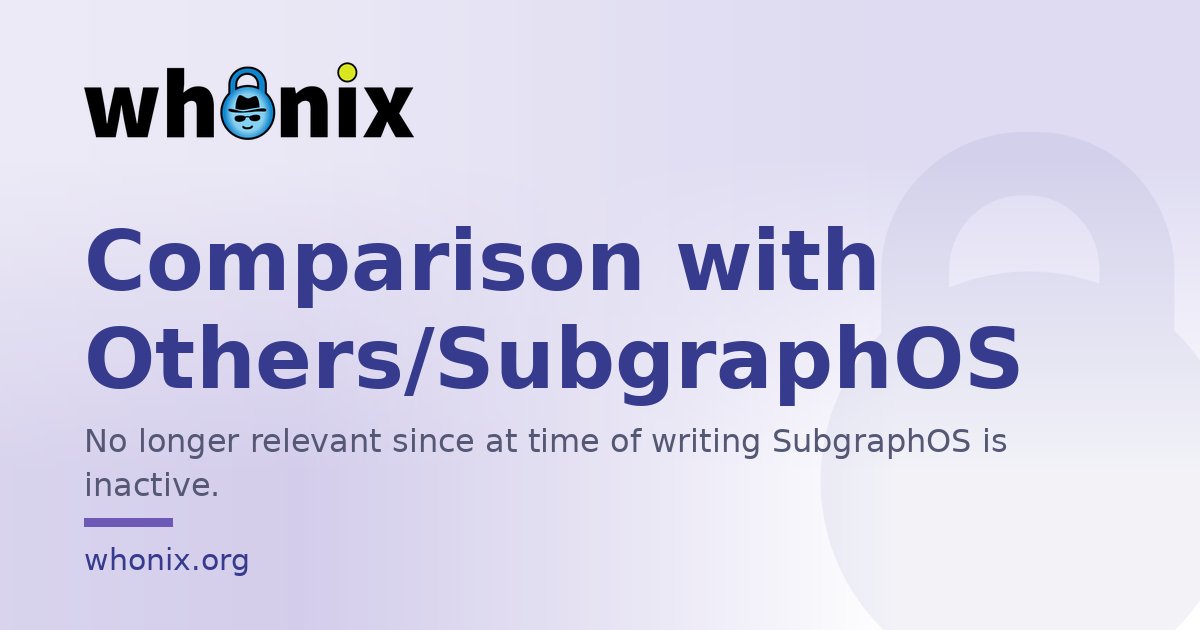 whonix
Comparison with
Others/SubgraphOS
No longer relevant since at time of writing SubgraphOS is
inactive.
whonix.org